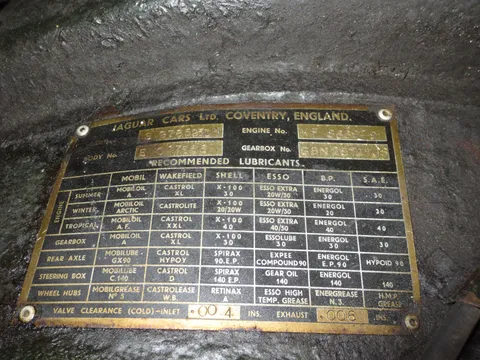 JAGUAR CARS LTD. COVENTRY, ENGLAND.
ENGINE No.
BODY No. GEARBOX No.
RECOMMENDED LUBRICANTS.
MOBIL WAKEFIELD SHELL ESSO B.P. S.A.E.
ENGINE SUMMER MOBILOIL A CASTROL XL X-100 30 ESSO EXTRA 20W/30 ENERGOL 30 30
WINTER MOBILOIL ARCTIC CASTROLITE X-100 20/20W ESSO EXTRA 20W/30 ENERGOL 20 20
TROPICAL MOBILOIL A.F. CASTROL XXL X-100 40 ESSO EXTRA 40/50 ENERGOL 40 40
GEARBOX MOBILOIL A CASTROL XL X-100 30 ESSOLUBE 30 ENERGOL 30 30
REAR AXLE MOBILUBE GX90 CASTROL HYPOY SPIRAX 90 E.P. EXPEE COMPOUND 90 ENERGOL E.P. 90 HYPOID 90
STEERING BOX MOBILUBE C-140 CASTROL D SPIRAX 140 E.P. GEAR OIL 140 ENERGOL 140 140
WHEEL HUBS MOBILGREASE No 5 CASTROLEASE W.B. RETINAX ESSO HIGH TEMP. GREASE ENERGREASE N.3. H.M.P. GREASE
VALVE CLEARANCE (COLD)-INLET .004 INS. EXHAUST .006 INS.